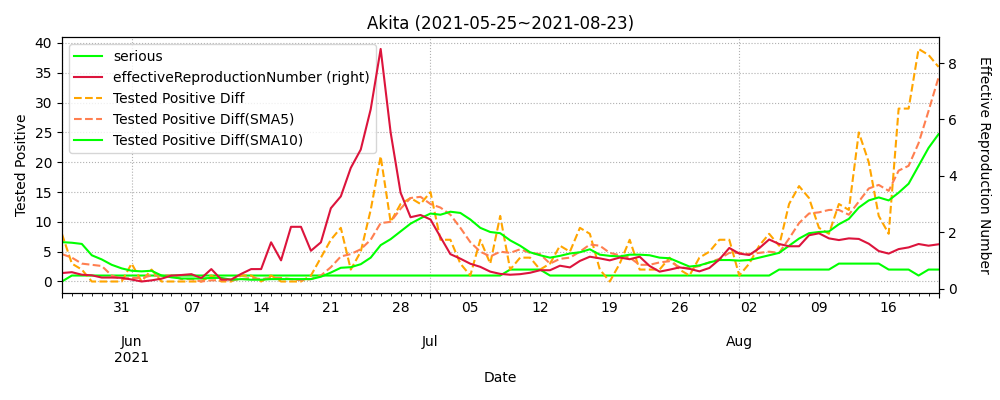 Akita (2021-05-25~2021-08-23)
serious
effectiveReproductionNumber (right)
Tested Positive Diff
Tested Positive Diff(SMA5)
Tested Positive Diff(SMA10)
Tested Positive
40
35
30
25
20
15
10
5
0
8
6
4
2
0
Effective Reproduction Number
31 07 14 21 28 05 12 19 26 02 09 16
Jun Jul Aug
2021
Date